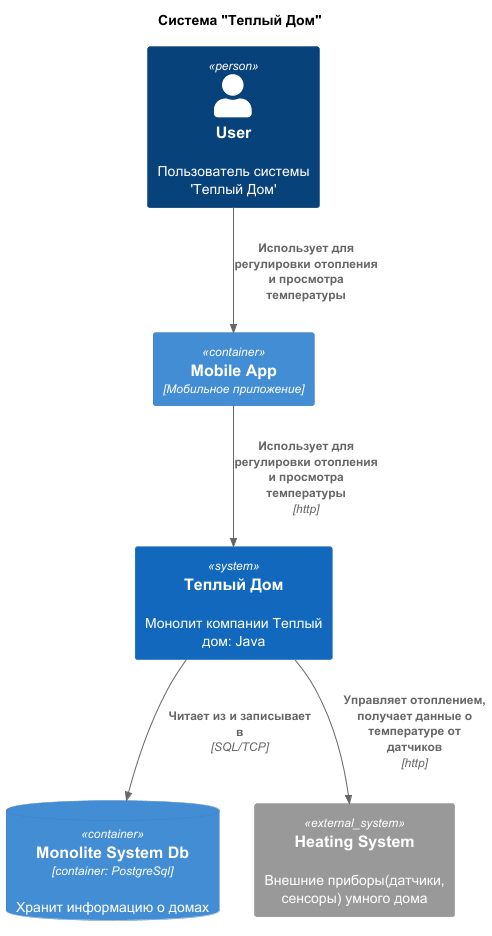 Система "Теплый Дом"
«person»
User
Пользователь системы
'Теплый Дом'
Использует для
регулировки отопления
и просмотра
температуры
«container»
Mobile App
[Мобильное приложение]
Использует для
регулировки отопления
и просмотра
температуры
[http]
«system»
Теплый Дом
Монолит компании Теплый
дом: Java
Читает из и записывает
в
[SQL/TCP]
Управляет отоплением,
получает данные о
температуре от
датчиков
[http]
«container»
Monolite System Db
[container: PostgreSql]
Хранит информацию о домах
«external_system»
Heating System
Внешние приборы(датчики,
сенсоры) умного дома